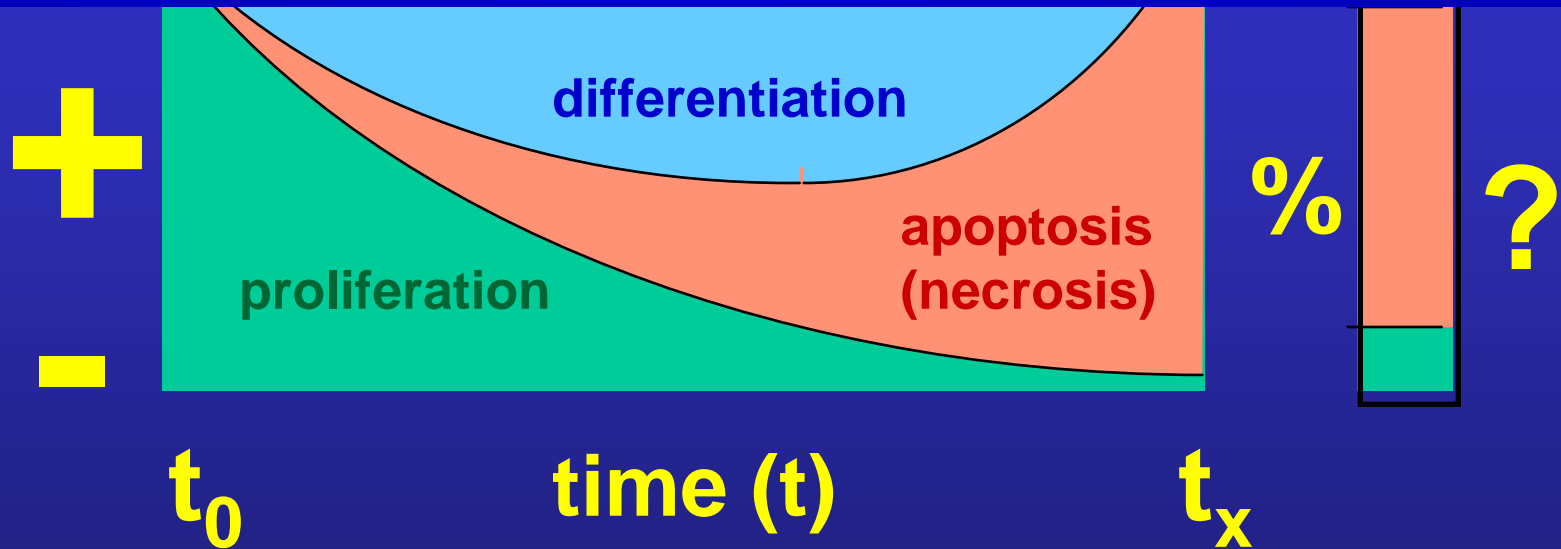 differentiation
+
%
?
apoptosis
(necrosis)
proliferation
-
t₀
time (t)
tₓ